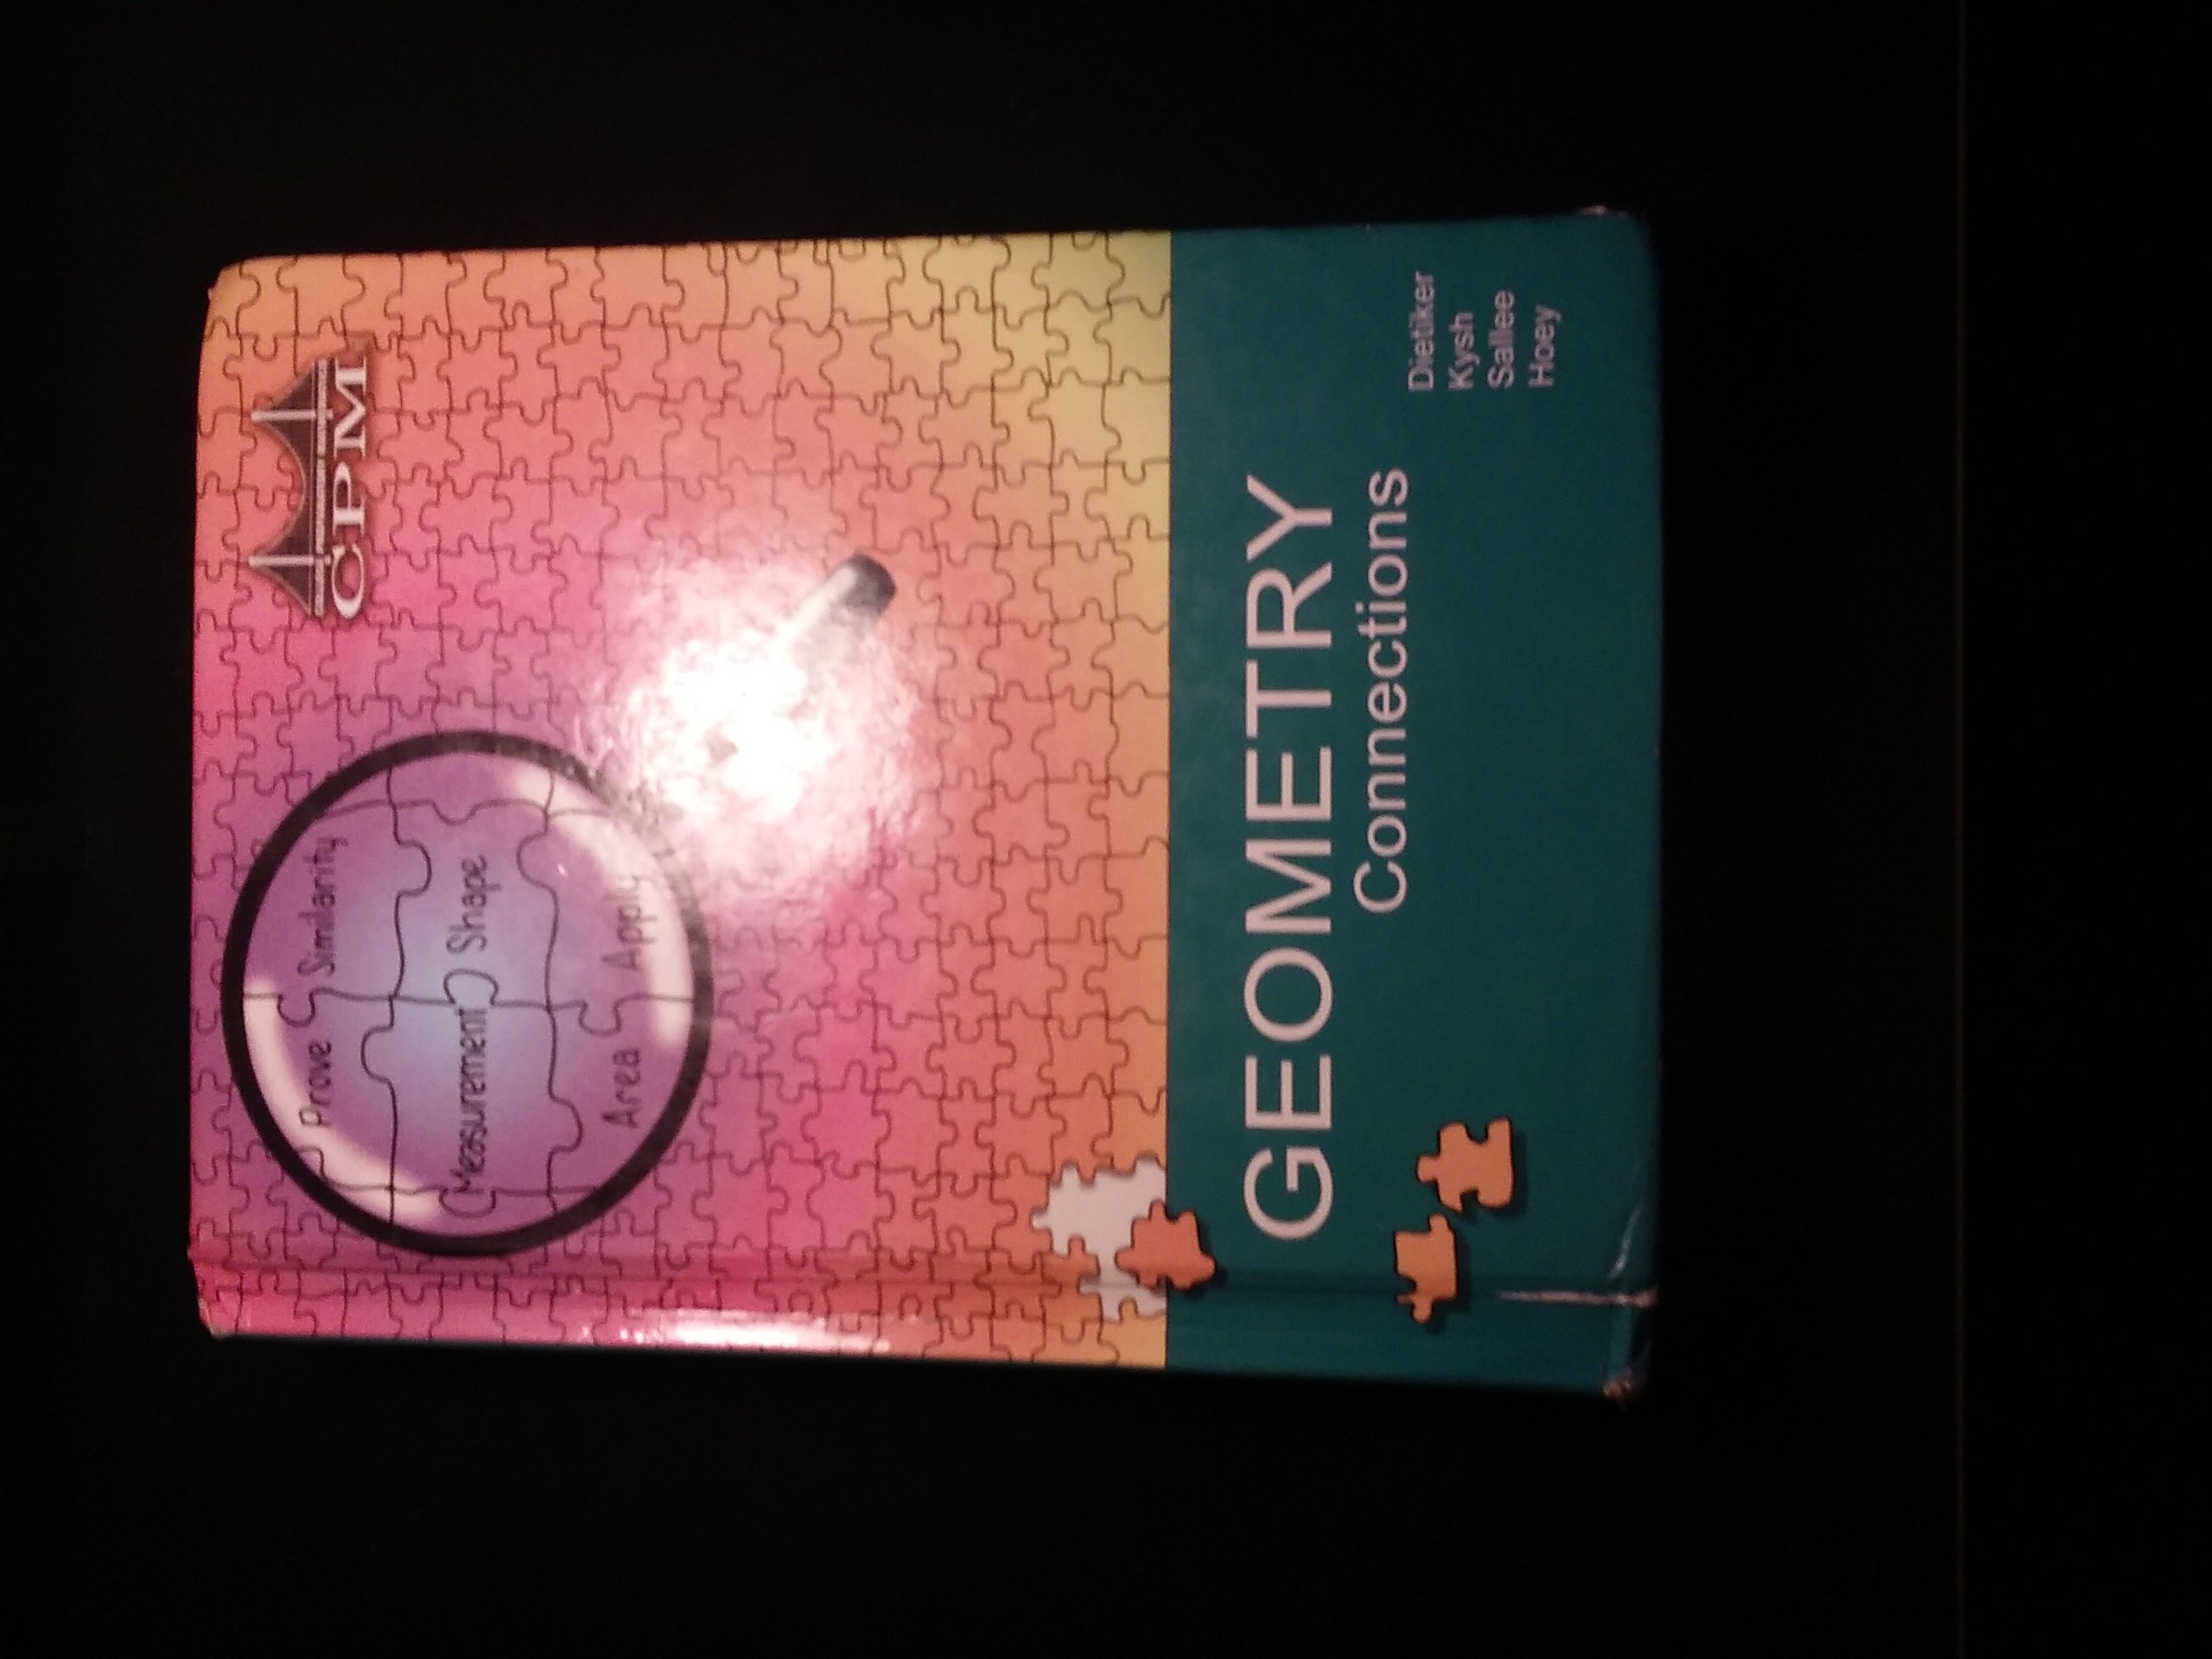 CPM
Prove Similarity
Measurement Shape
Area Apply
GEOMETRY
Connections
Dietiker
Kysh
Sallee
Hoey